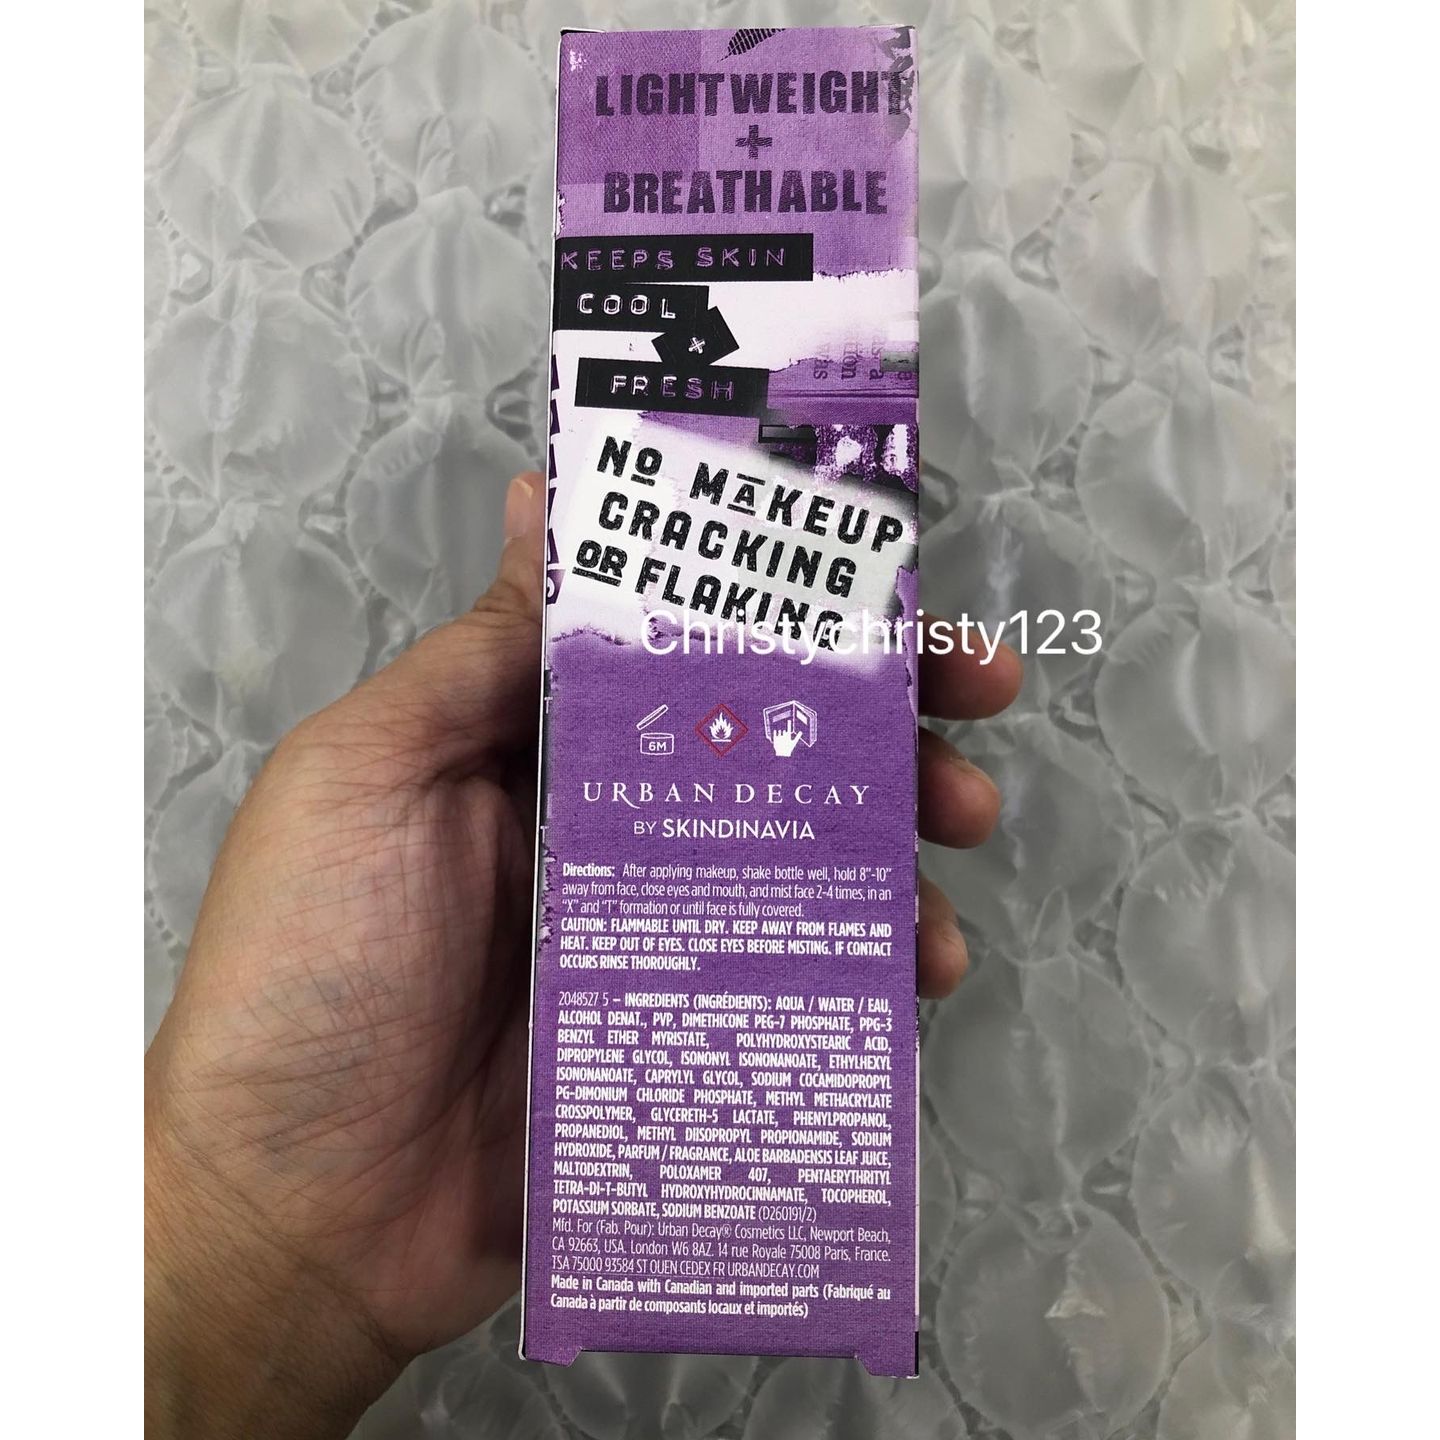 LIGHTWEIGHT
+
BREATHABLE
KEEPS SKIN
COOL
+
FRESH
NO MAKEUP
CRACKING
OR FLAKING
Christychristy123
6M
URBAN DECAY
BY SKINDINAVIA
Directions: After applying makeup, shake bottle well, hold 8"-10"
away from face, close eyes and mouth, and mist face 2-4 times, in an
"X" and "T" formation or until face is fully covered.
CAUTION: FLAMMABLE UNTIL DRY. KEEP AWAY FROM FLAMES AND
HEAT. KEEP OUT OF EYES. CLOSE EYES BEFORE MISTING. IF CONTACT
OCCURS RINSE THOROUGHLY.
2048527 5 – INGREDIENTS (INGRÉDIENTS): AQUA / WATER / EAU,
ALCOHOL DENAT., PVP, DIMETHICONE PEG-7 PHOSPHATE, PPG-3
BENZYL ETHER MYRISTATE, POLYHYDROXYSTEARIC ACID,
DIPROPYLENE GLYCOL, ISONONYL ISONONANOATE, ETHYLHEXYL
ISONONANOATE, CAPRYLYL GLYCOL, SODIUM COCAMIDOPROPYL
PG-DIMONIUM CHLORIDE PHOSPHATE, METHYL METHACRYLATE
CROSSPOLYMER, GLYCERETH-5 LACTATE, PHENYLPROPANOL,
PROPANEDIOL, METHYL DIISOPROPYL PROPIONAMIDE, SODIUM
HYDROXIDE, PARFUM / FRAGRANCE, ALOE BARBADENSIS LEAF JUICE,
MALTODEXTRIN, POLOXAMER 407, PENTAERYTHRITYL
TETRA-DI-T-BUTYL HYDROXYHYDROCINNAMATE, TOCOPHEROL,
POTASSIUM SORBATE, SODIUM BENZOATE (D260191/2)
Mfd. For (Fab. Pour): Urban Decay® Cosmetics LLC, Newport Beach,
CA 92663, USA. London W6 8AZ. 14 rue Royale 75008 Paris, France.
TSA 75000 93584 ST OUEN CEDEX FR URBANDECAY.COM
Made in Canada with Canadian and imported parts (Fabriqué au
Canada à partir de composants locaux et importés)